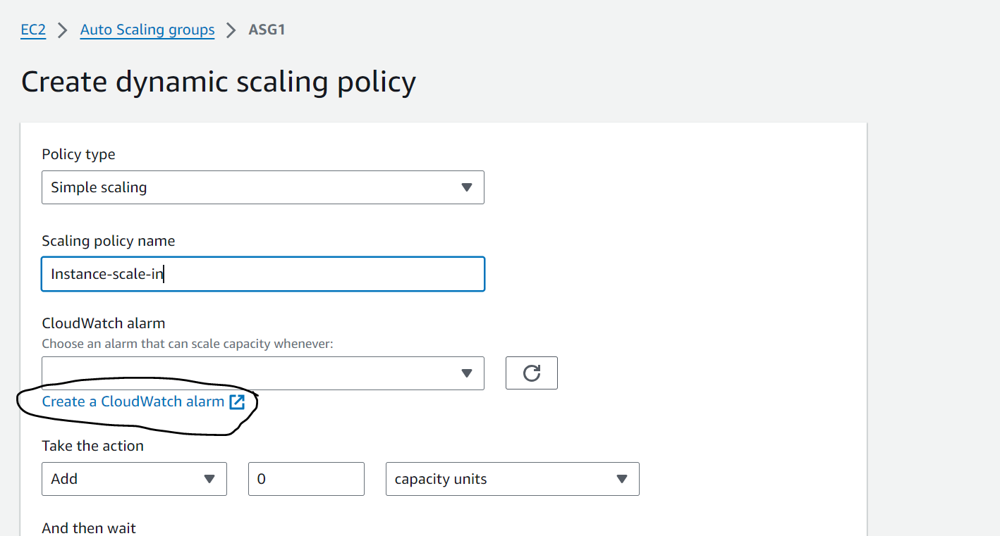 EC2 > Auto Scaling groups > ASG1
Create dynamic scaling policy
Policy type
Simple scaling
Scaling policy name
Instance-scale-in
CloudWatch alarm
Choose an alarm that can scale capacity whenever:
Create a CloudWatch alarm
Take the action
Add 0 capacity units
And then wait